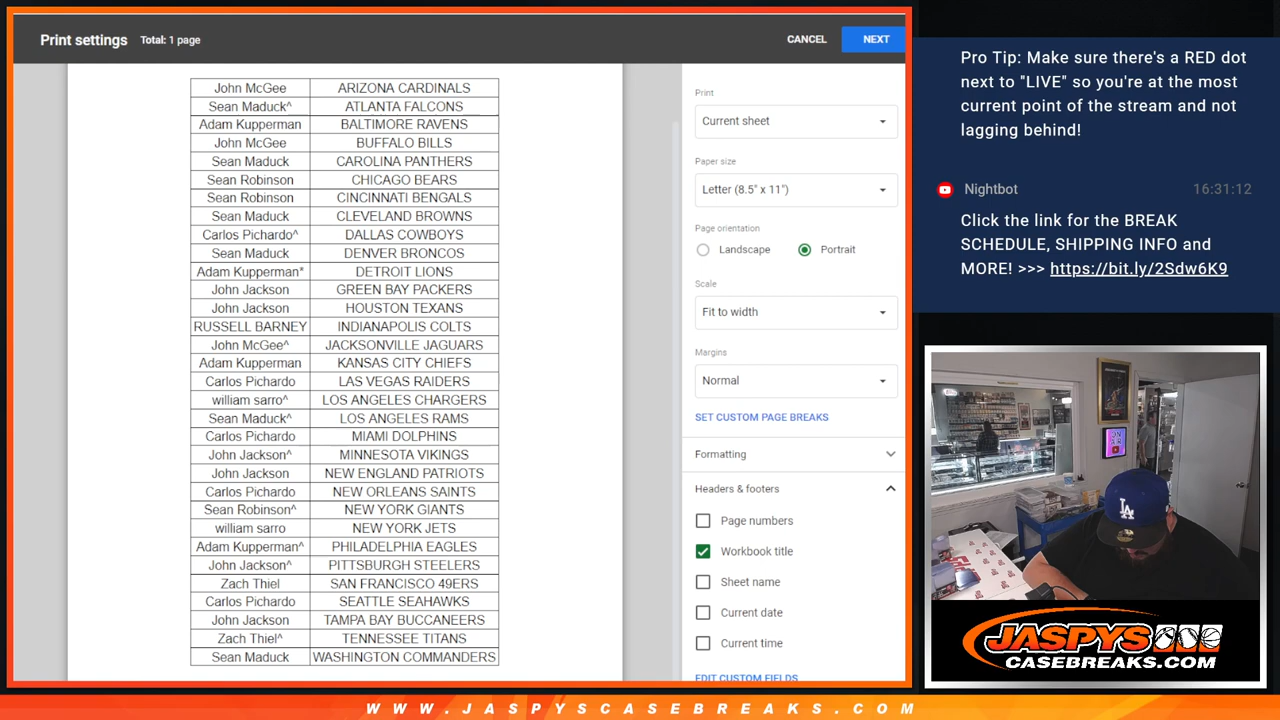 Print settings Total: 1 page CANCEL NEXT
John McGee ARIZONA CARDINALS
Sean Maduck^ ATLANTA FALCONS
Adam Kupperman BALTIMORE RAVENS
John McGee BUFFALO BILLS
Sean Maduck CAROLINA PANTHERS
Sean Robinson CHICAGO BEARS
Sean Robinson CINCINNATI BENGALS
Sean Maduck CLEVELAND BROWNS
Carlos Pichardo^ DALLAS COWBOYS
Sean Maduck DENVER BRONCOS
Adam Kupperman* DETROIT LIONS
John Jackson GREEN BAY PACKERS
John Jackson HOUSTON TEXANS
RUSSELL BARNEY INDIANAPOLIS COLTS
John McGee^ JACKSONVILLE JAGUARS
Adam Kupperman KANSAS CITY CHIEFS
Carlos Pichardo LAS VEGAS RAIDERS
william sarro^ LOS ANGELES CHARGERS
Sean Maduck^ LOS ANGELES RAMS
Carlos Pichardo MIAMI DOLPHINS
John Jackson^ MINNESOTA VIKINGS
John Jackson NEW ENGLAND PATRIOTS
Carlos Pichardo NEW ORLEANS SAINTS
Sean Robinson^ NEW YORK GIANTS
william sarro NEW YORK JETS
Adam Kupperman^ PHILADELPHIA EAGLES
John Jackson^ PITTSBURGH STEELERS
Zach Thiel SAN FRANCISCO 49ERS
Carlos Pichardo SEATTLE SEAHAWKS
John Jackson TAMPA BAY BUCCANEERS
Zach Thiel^ TENNESSEE TITANS
Sean Maduck WASHINGTON COMMANDERS
Print
Current sheet
Paper size
Letter (8.5" x 11")
Page orientation
Landscape Portrait
Scale
Fit to width
Margins
Normal
SET CUSTOM PAGE BREAKS
Formatting
Headers & footers
Page numbers
Workbook title
Sheet name
Current date
Current time
EDIT CUSTOM FIELDS
Pro Tip: Make sure there's a RED dot
next to "LIVE" so you're at the most
current point of the stream and not
lagging behind!
Nightbot 16:31:12
Click the link for the BREAK
SCHEDULE, SHIPPING INFO and
MORE! >>> https://bit.ly/2Sdw6K9
LA
JASPYS
CASEBREAKS.COM
WWW.JASPYSCASEBREAKS.COM